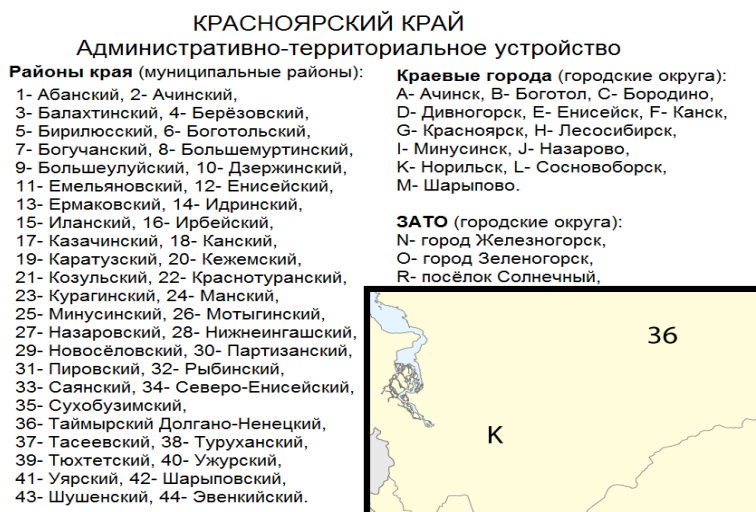 КРАСНОЯРСКИЙ КРАЙ
Административно-территориальное устройство
Районы края (муниципальные районы):
1- Абанский, 2- Ачинский,
3- Балахтинский, 4- Берёзовский,
5- Бирилюсский, 6- Боготольский,
7- Богучанский, 8- Большемуртинский,
9- Большеулуйский, 10- Дзержинский,
11- Емельяновский, 12- Енисейский,
13- Ермаковский, 14- Идринский,
15- Иланский, 16- Ирбейский,
17- Казачинский, 18- Канский,
19- Каратузский, 20- Кежемский,
21- Козульский, 22- Краснотуранский,
23- Курагинский, 24- Манский,
25- Минусинский, 26- Мотыгинский,
27- Назаровский, 28- Нижнеингашский,
29- Новосёловский, 30- Партизанский,
31- Пировский, 32- Рыбинский,
33- Саянский, 34- Северо-Енисейский,
35- Сухобузимский,
36- Таймырский Долгано-Ненецкий,
37- Тасеевский, 38- Туруханский,
39- Тюхтетский, 40- Ужурский,
41- Уярский, 42- Шарыповский,
43- Шушенский, 44- Эвенкийский.
Краевые города (городские округа):
A- Ачинск, B- Боготол, C- Бородино,
D- Дивногорск, E- Енисейск, F- Канск,
G- Красноярск, H- Лесосибирск,
I- Минусинск, J- Назарово,
K- Норильск, L- Сосновоборск,
M- Шарыпово.
ЗАТО (городские округа):
N- город Железногорск,
O- город Зеленогорск,
R- посёлок Солнечный,
36
K